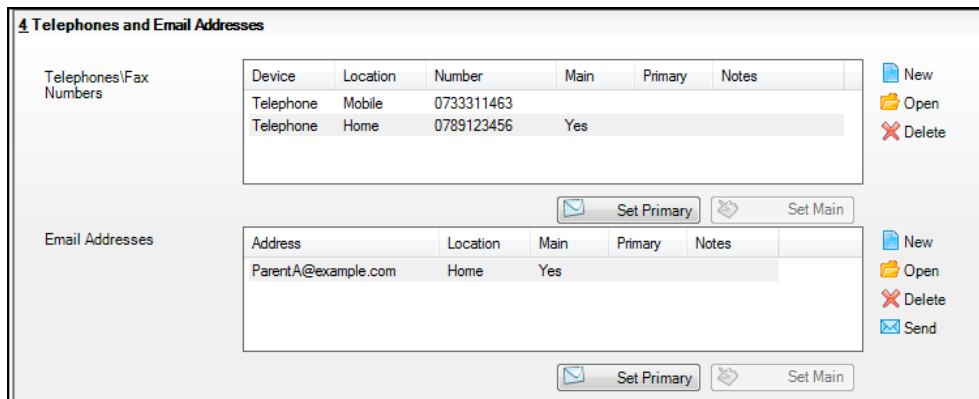 4 Telephones and Email Addresses
Telephones\Fax
Numbers
Device Location Number Main Primary Notes
Telephone Mobile 0733311463
Telephone Home 0789123456 Yes
New
Open
Delete
Set Primary Set Main
Email Addresses
Address Location Main Primary Notes
ParentA@example.com Home Yes
New
Open
Delete
Send
Set Primary Set Main